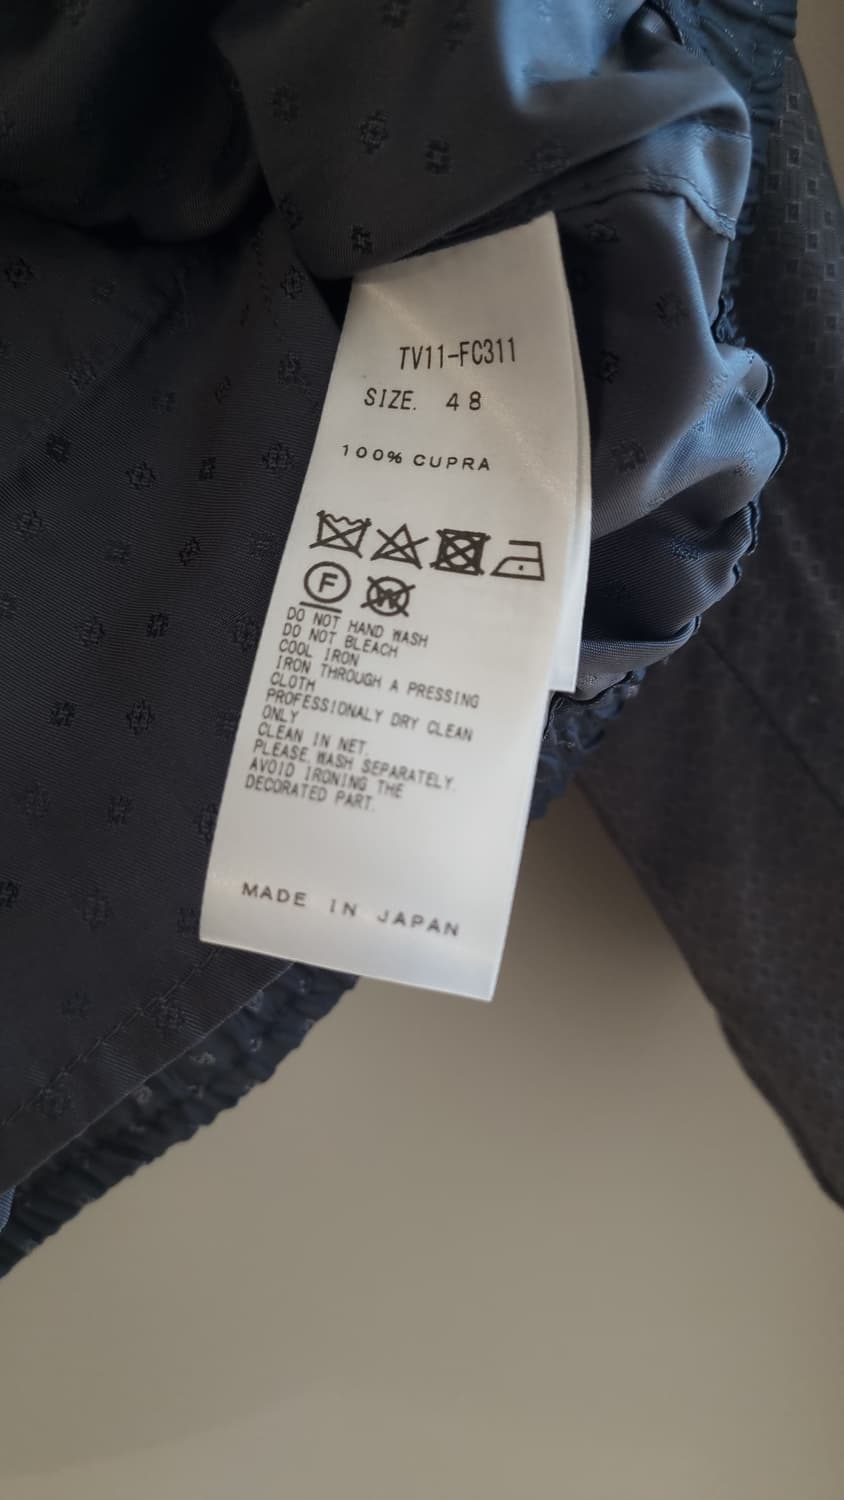 TV11-FC311
SIZE. 48
100% CUPRA
F W
DO NOT HAND WASH
DO NOT BLEACH
COOL IRON
IRON THROUGH A PRESSING
CLOTH
PROFESSIONALY DRY CLEAN
ONLY
CLEAN IN NET.
PLEASE WASH SEPARATELY.
AVOID IRONING THE
DECORATED PART.
MADE IN JAPAN